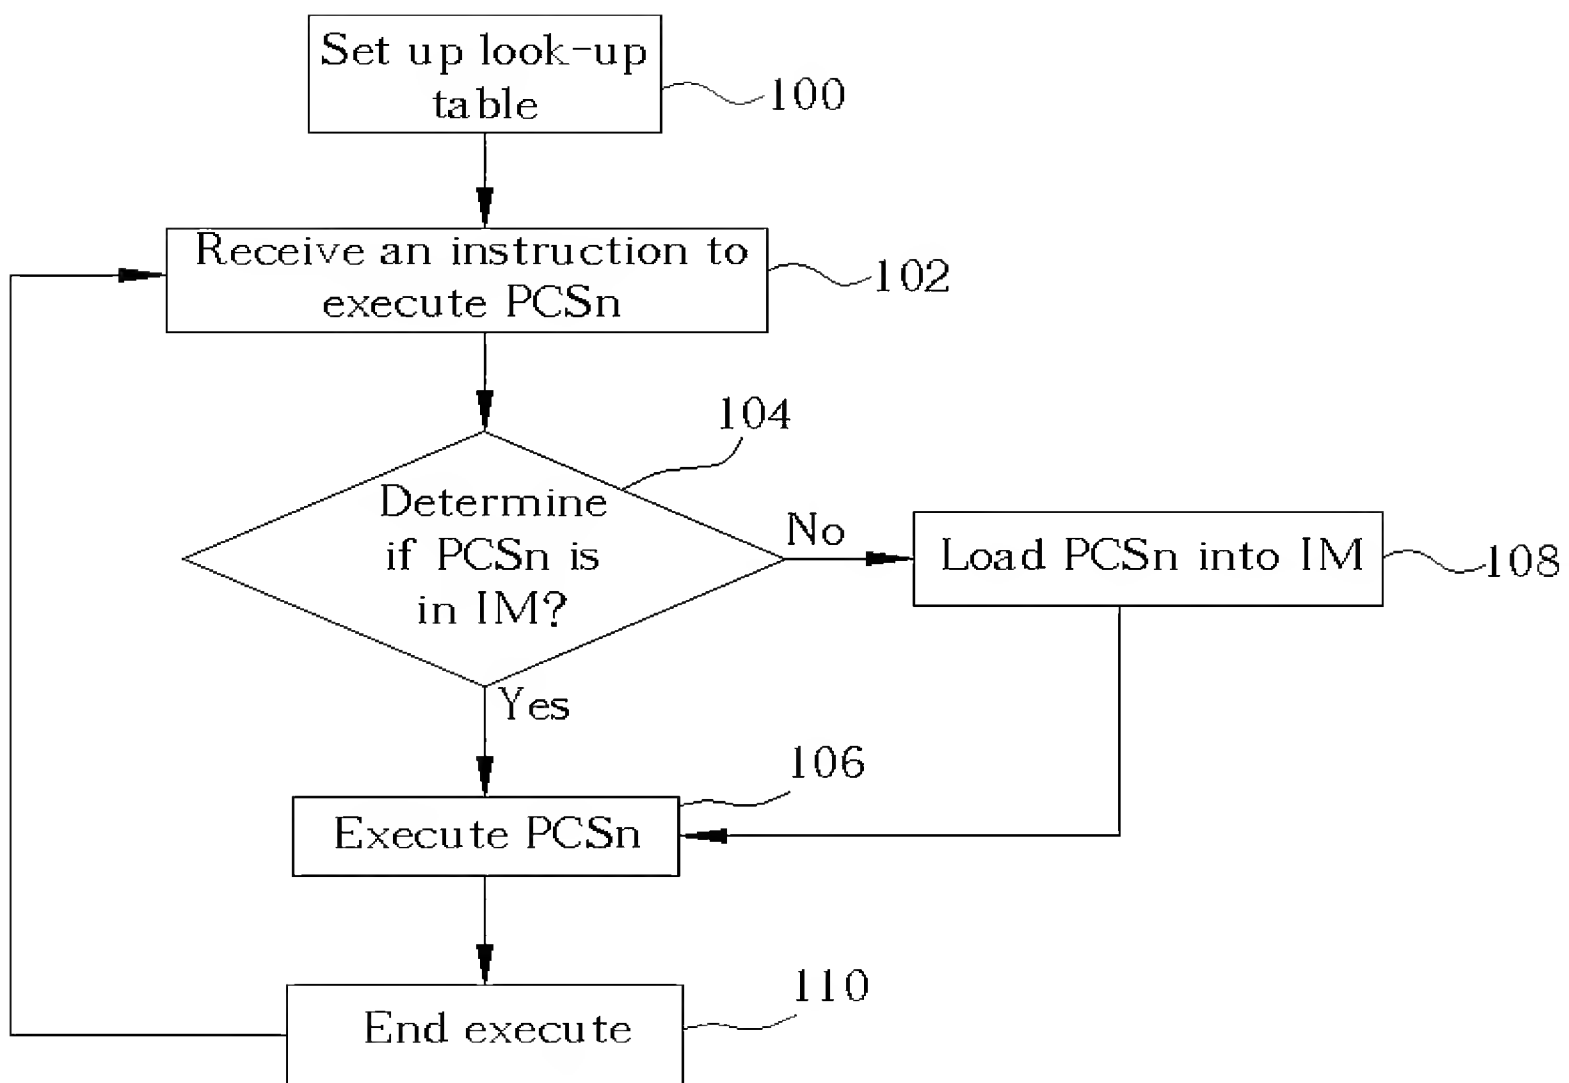 Set up look-up
table
100
Receive an instruction to
execute PCSn
102
104
Determine
if PCSn is
in IM?
No
Load PCSn into IM
108
Yes
106
Execute PCSn
110
End execute